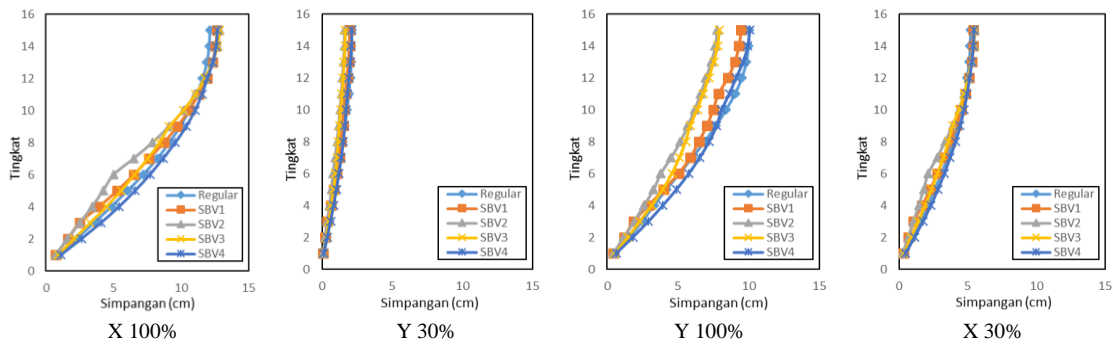 16
14
12
10
8
6
4
2
0
Tingkat
Regular
SBV1
SBV2
SBV3
SBV4
0 5 10 15
Simpangan (cm)
X 100%
16
14
12
10
8
6
4
2
0
Tingkat
Regular
SBV1
SBV2
SBV3
SBV4
0 5 10 15
Simpangan (cm)
Y 30%
16
14
12
10
8
6
4
2
0
Tingkat
Regular
SBV1
SBV2
SBV3
SBV4
0 5 10 15
Simpangan (cm)
Y 100%
16
14
12
10
8
6
4
2
0
Tingkat
Regular
SBV1
SBV2
SBV3
SBV4
0 5 10 15
Simpangan (cm)
X 30%